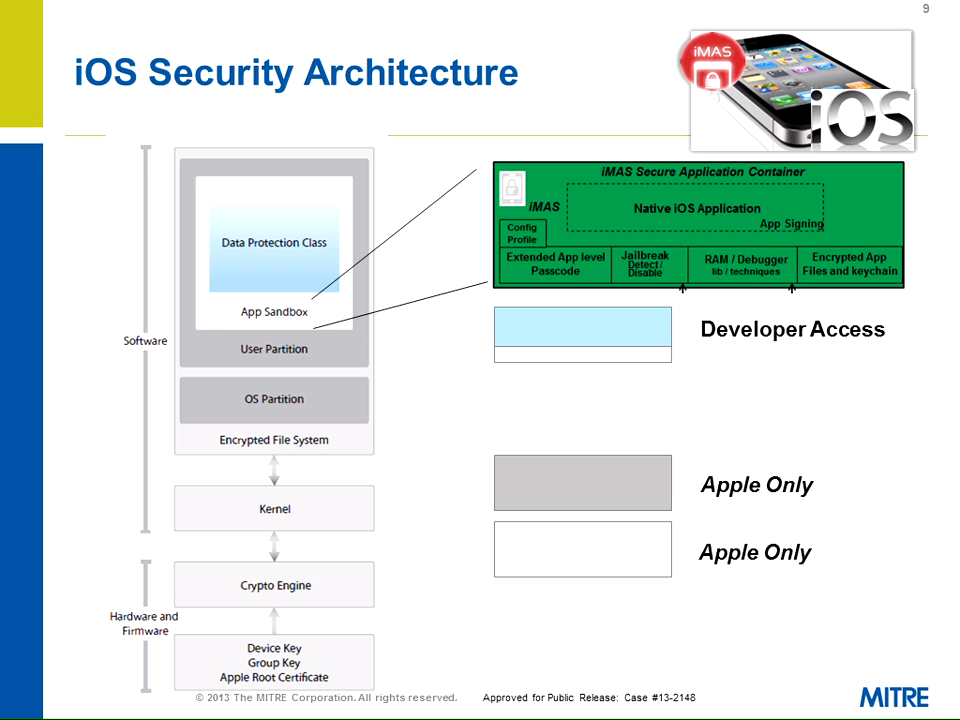 9
iOS Security Architecture
iMAS
iOS
Data Protection Class
App Sandbox
User Partition
OS Partition
Encrypted File System
Software
Kernel
Crypto Engine
Hardware and
Firmware
Device Key
Group Key
Apple Root Certificate
iMAS Secure Application Container
iMAS
Native iOS Application
App Signing
Config
Profile
Extended App level
Passcode
Jailbreak
Detect /
Disable
RAM / Debugger
lib / techniques
Encrypted App
Files and keychain
Developer Access
Apple Only
Apple Only
© 2013 The MITRE Corporation. All rights reserved.
Approved for Public Release: Case #13-2148
MITRE